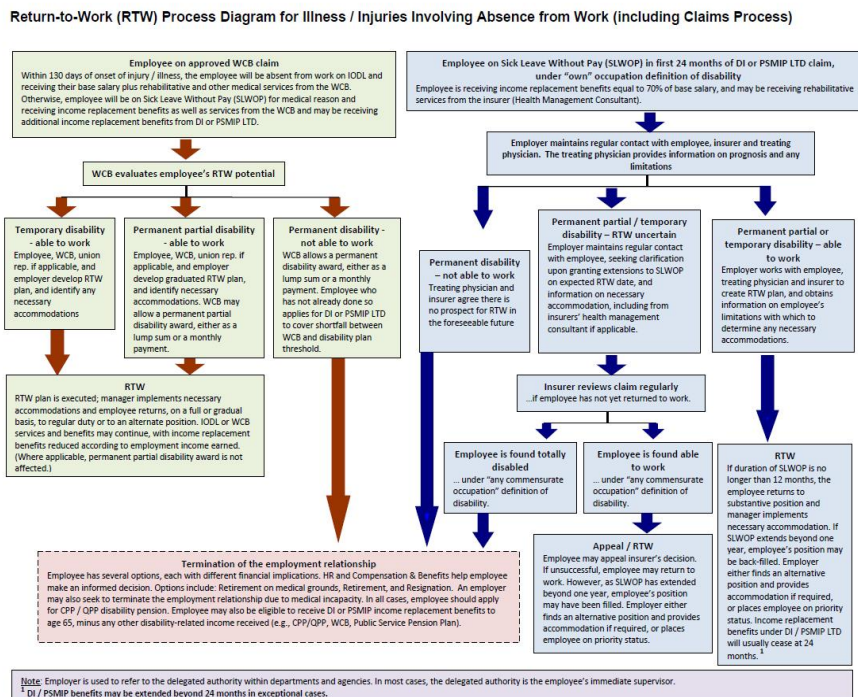 Return-to-Work (RTW) Process Diagram for Illness / Injuries Involving Absence from Work (including Claims Process)
Employee on approved WCB claim
Within 130 days of onset of injury / illness, the employee will be absent from work on IODL and
receiving their base salary plus rehabilitative and other medical services from the WCB.
Otherwise, employee will be on Sick Leave Without Pay (SLWOP) for medical reason and
receiving income replacement benefits as well as services from the WCB and may be receiving
additional income replacement benefits from DI or PSMIP LTD.
WCB evaluates employee's RTW potential
Temporary disability
- able to work
Employee, WCB, union
rep. if applicable, and
employer develop RTW
plan, and identify any
necessary
accommodations
Permanent partial disability
- able to work
Employee, WCB, union rep. if
applicable, and employer
develop graduated RTW plan,
and identify necessary
accommodations. WCB may
allow a permanent partial
disability award, either as a
lump sum or a monthly
payment.
Permanent disability -
not able to work
WCB allows a permanent
disability award, either as a
lump sum or a monthly
payment. Employee who
has not already done so
applies for DI or PSMIP LTD
to cover shortfall between
WCB and disability plan
threshold.
RTW
RTW plan is executed; manager implements necessary
accommodations and employee returns, on a full or gradual
basis, to regular duty or to an alternate position. IODL or WCB
services and benefits may continue, with income replacement
benefits reduced according to employment income earned.
(Where applicable, permanent partial disability award is not
affected.)
Employee on Sick Leave Without Pay (SLWOP) in first 24 months of DI or PSMIP LTD claim,
under "own" occupation definition of disability
Employee is receiving income replacement benefits equal to 70% of base salary, and may be receiving rehabilitative
services from the insurer (Health Management Consultant).
Employer maintains regular contact with employee, insurer and treating
physician. The treating physician provides information on prognosis and any
limitations
Permanent disability
– not able to work
Treating physician and
insurer agree there is
no prospect for RTW in
the foreseeable future
Permanent partial / temporary
disability – RTW uncertain
Employer maintains regular contact
with employee, seeking clarification
upon granting extensions to SLWOP
on expected RTW date, and
information on necessary
accommodation, including from
insurers' health management
consultant if applicable.
Permanent partial or
temporary disability – able
to work
Employer works with employee,
treating physician and insurer to
create RTW plan, and obtains
information on employee's
limitations with which to
determine any necessary
accommodations.
Insurer reviews claim regularly
...if employee has not yet returned to work.
Employee is found totally
disabled
... under "any commensurate
occupation" definition of
disability.
Employee is found able
to work
... under "any commensurate
occupation" definition of
disability.
RTW
If duration of SLWOP is no
longer than 12 months, the
employee returns to
substantive position and
manager implements
necessary accommodation. If
SLWOP extends beyond one
year, employee's position
may be back-filled. Employer
either finds an alternative
position and provides
accommodation if required,
or places employee on priority
status. Income replacement
benefits under DI / PSMIP LTD
will usually cease at 24
months. 1
Appeal / RTW
Employee may appeal insurer's decision.
If unsuccessful, employee may return to
work. However, as SLWOP has extended
beyond one year, employee's position
may have been filled. Employer either
finds an alternative position and provides
accommodation if required, or places
employee on priority status.
Termination of the employment relationship
Employee has several options, each with different financial implications. HR and Compensation & Benefits help employee
make an informed decision. Options include: Retirement on medical grounds, Retirement, and Resignation. An employer
may also seek to terminate the employment relationship due to medical incapacity. In all cases, employee should apply
for CPP / QPP disability pension. Employee may also be eligible to receive DI or PSMIP income replacement benefits to
age 65, minus any other disability-related income received (e.g., CPP/QPP, WCB, Public Service Pension Plan).
Note: Employer is used to refer to the delegated authority within departments and agencies. In most cases, the delegated authority is the employee's immediate supervisor.
1 DI / PSMIP benefits may be extended beyond 24 months in exceptional cases.